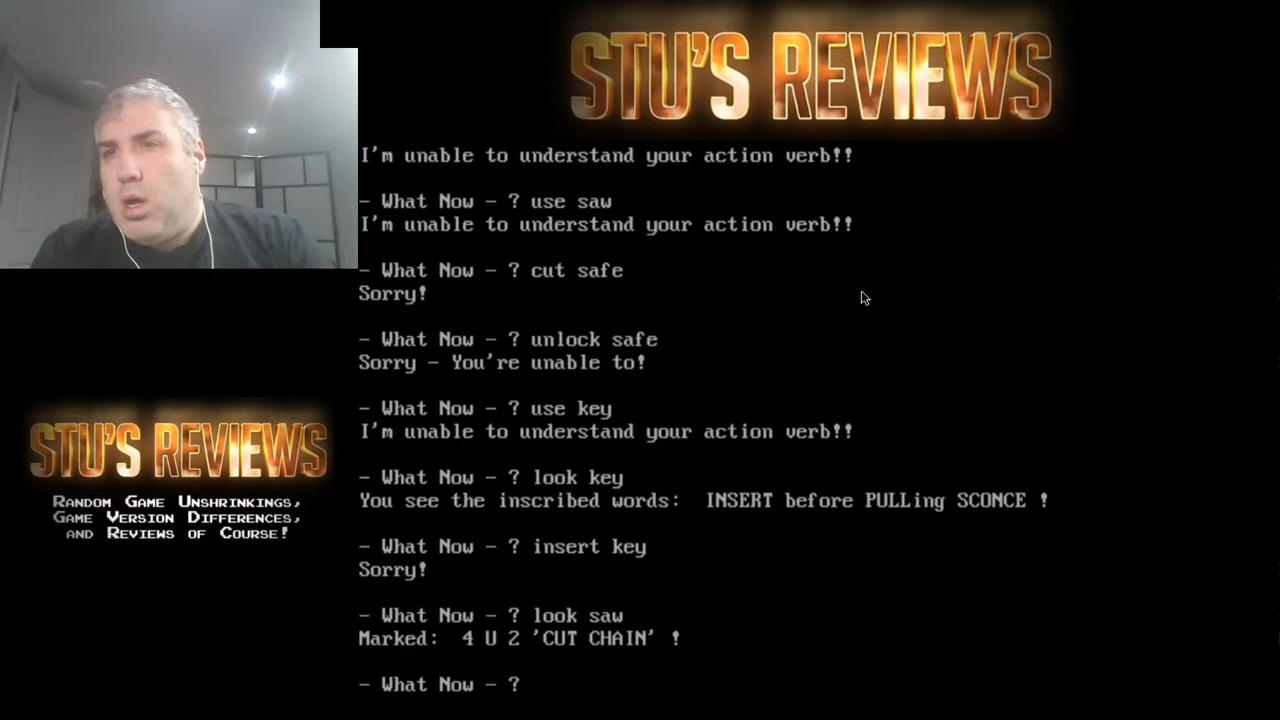 STU'S REVIEWS
I'm unable to understand your action verb!!
- What Now - ? use saw
I'm unable to understand your action verb!!
- What Now - ? cut safe
Sorry!
- What Now - ? unlock safe
Sorry - You're unable to!
- What Now - ? use key
I'm unable to understand your action verb!!
- What Now - ? look key
You see the inscribed words:  INSERT before PULLing SCONCE !
- What Now - ? insert key
Sorry!
- What Now - ? look saw
Marked:  4 U 2 'CUT CHAIN' !
- What Now - ?
STU'S REVIEWS
RANDOM GAME UNSHRINKINGS,
GAME VERSION DIFFERENCES,
AND REVIEWS OF COURSE!